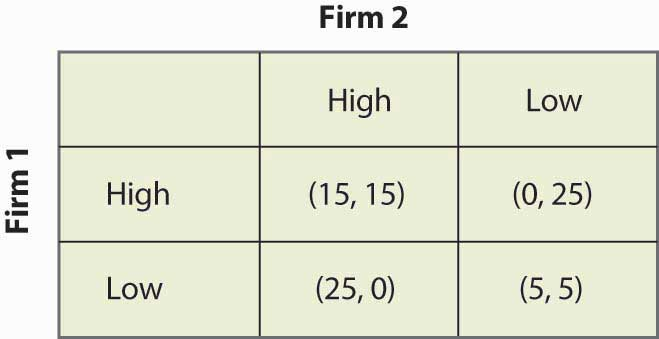 Firm 2
High Low
Firm 1
High (15, 15) (0, 25)
Low (25, 0) (5, 5)